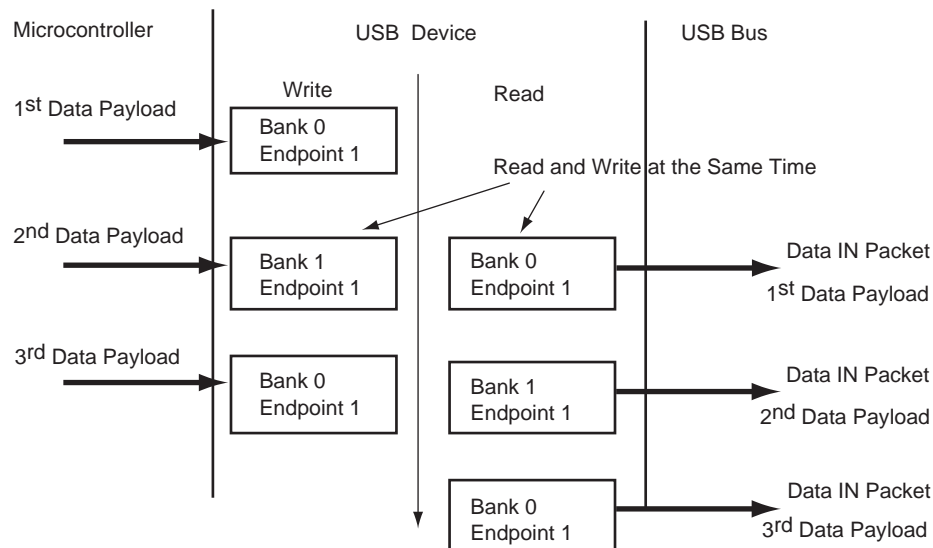 Microcontroller
USB Device
USB Bus
Write
Read
1st Data Payload
Bank 0
Endpoint 1
Read and Write at the Same Time
2nd Data Payload
Bank 1
Endpoint 1
Bank 0
Endpoint 1
Data IN Packet
1st Data Payload
3rd Data Payload
Bank 0
Endpoint 1
Bank 1
Endpoint 1
Data IN Packet
2nd Data Payload
Bank 0
Endpoint 1
Data IN Packet
3rd Data Payload